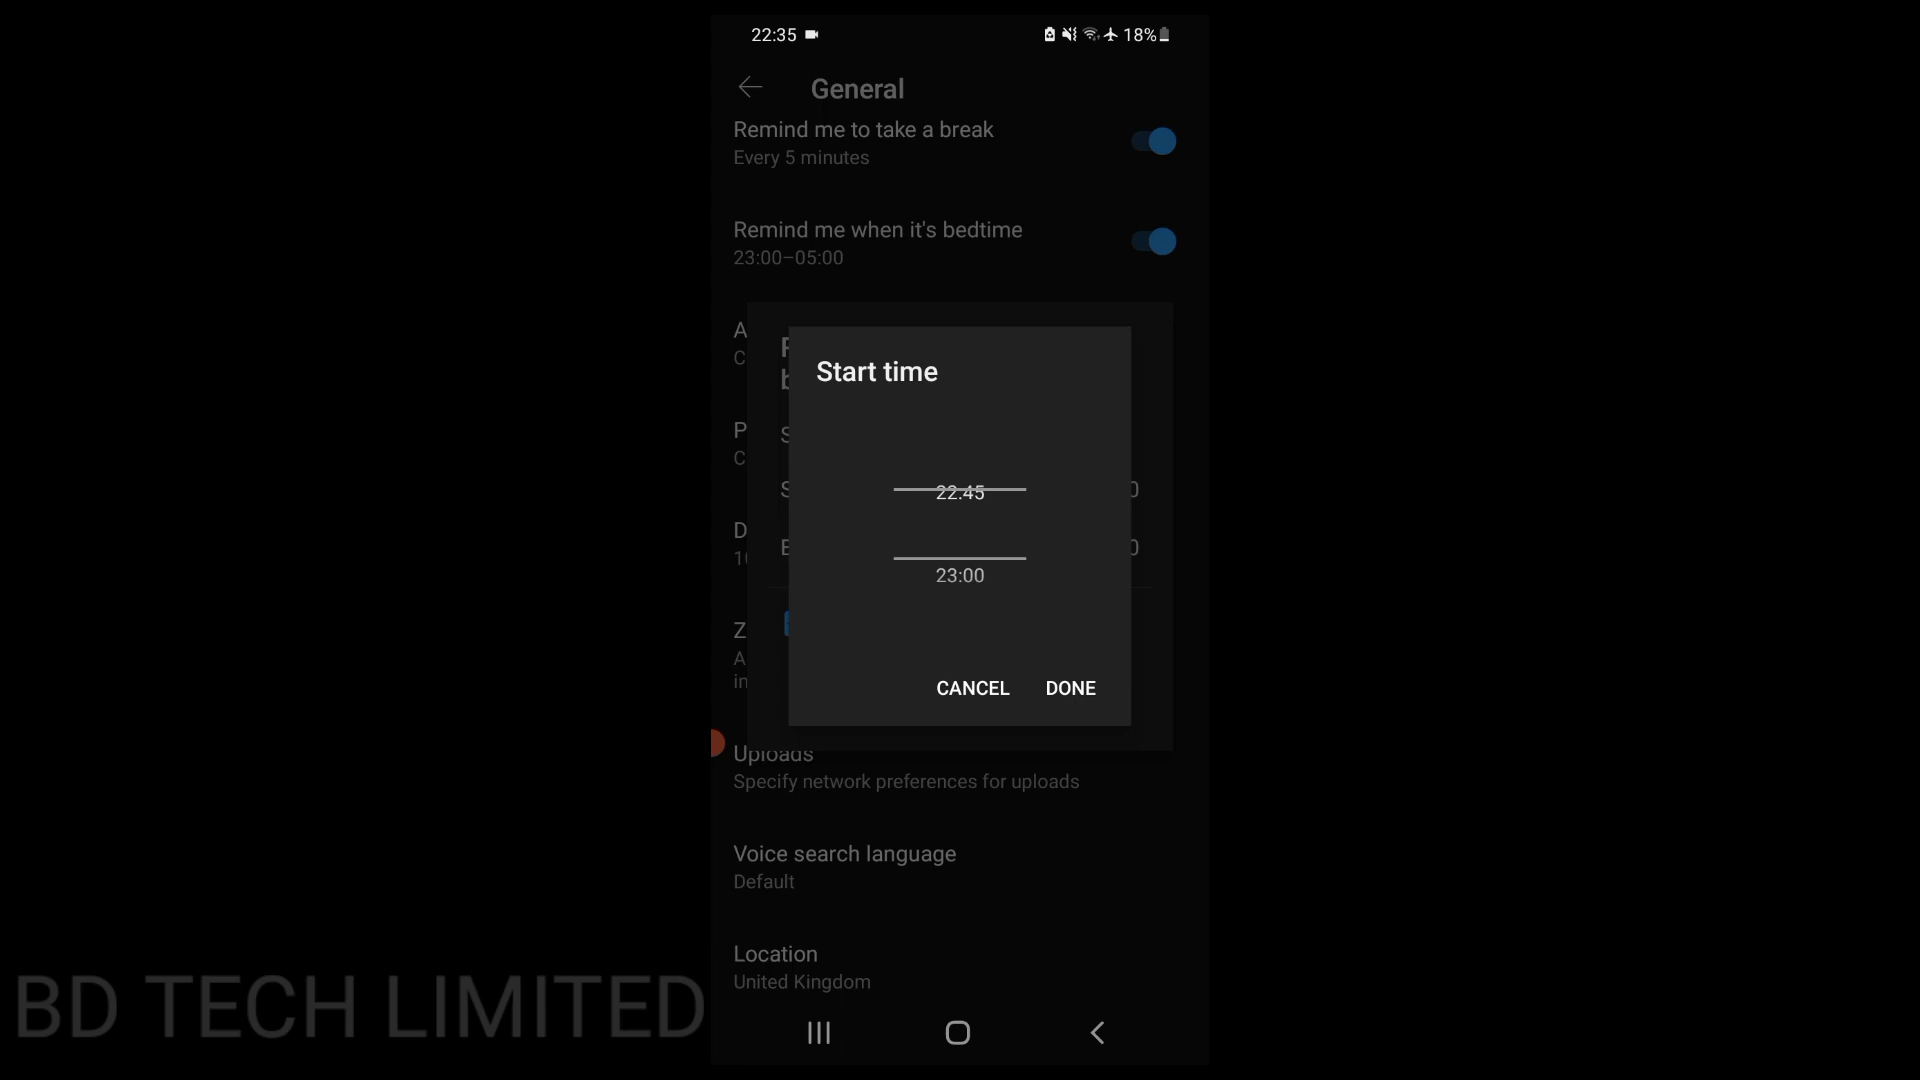 22:35
18%
General
Remind me to take a break
Every 5 minutes
Remind me when it's bedtime
23:00–05:00
Start time
22:45
23:00
CANCEL DONE
Uploads
Specify network preferences for uploads
Voice search language
Default
Location
United Kingdom
BD TECH LIMITED